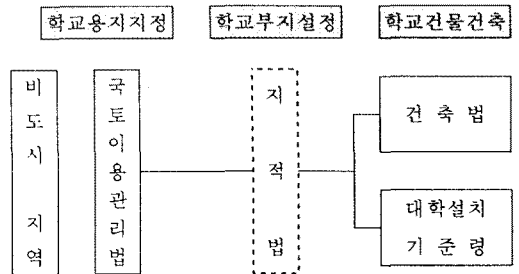 학교용지지정 학교부지설정 학교건물건축
비도시 지역
국토이용관리법
지적법
건축법
대학설치
기준령